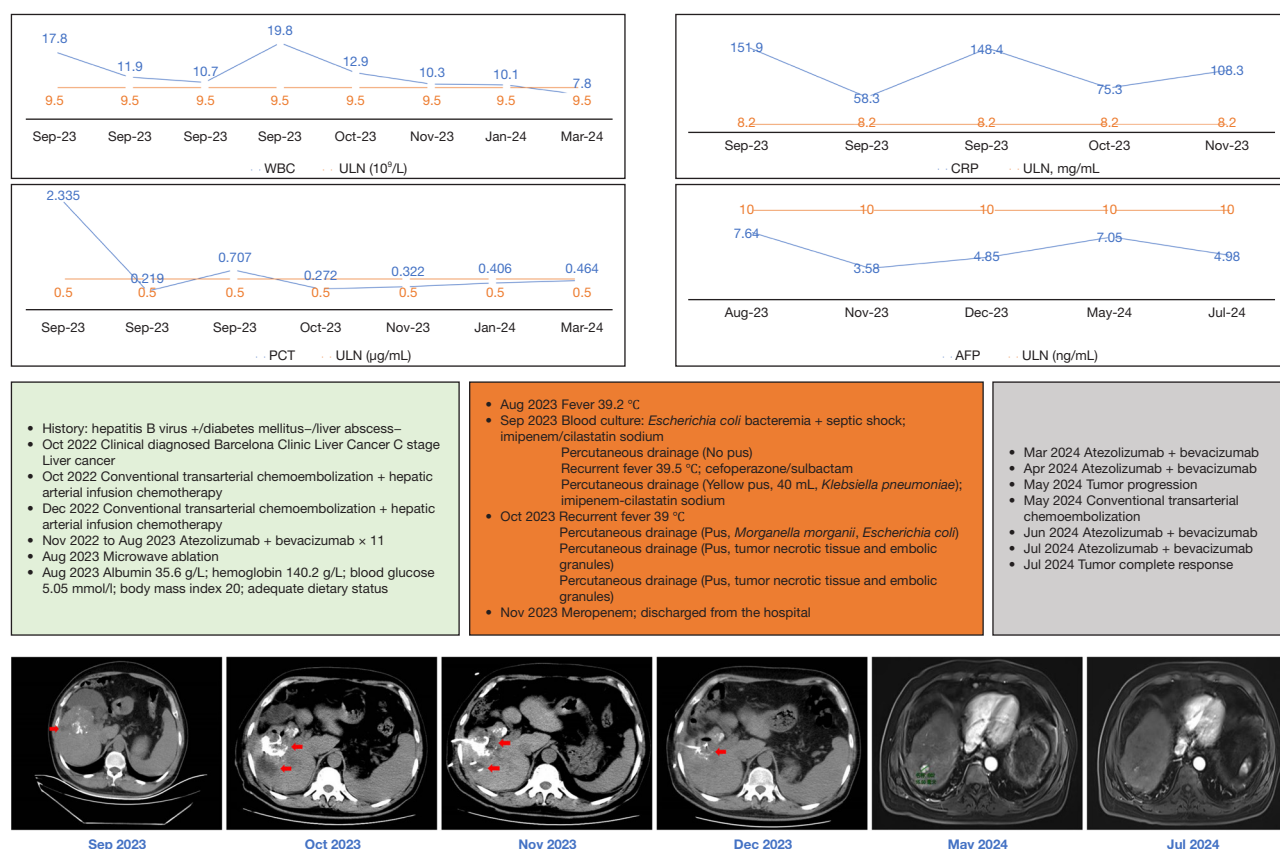 17.8
11.9
10.7
19.8
12.9
10.3
10.1
7.8
9.5
9.5
9.5
9.5
9.5
9.5
9.5
9.5
Sep-23
Sep-23
Sep-23
Sep-23
Oct-23
Nov-23
Jan-24
Mar-24
WBC
ULN (10⁹/L)
151.9
58.3
148.4
75.3
108.3
8.2
8.2
8.2
8.2
8.2
Sep-23
Sep-23
Sep-23
Oct-23
Nov-23
CRP
ULN, mg/mL
2.335
0.219
0.707
0.272
0.322
0.406
0.464
0.5
0.5
0.5
0.5
0.5
0.5
0.5
Sep-23
Sep-23
Sep-23
Oct-23
Nov-23
Jan-24
Mar-24
PCT
ULN (µg/mL)
10
10
10
10
10
7.64
3.58
4.85
7.05
4.98
Aug-23
Nov-23
Dec-23
May-24
Jul-24
AFP
ULN (ng/mL)
• History: hepatitis B virus +/diabetes mellitus−/liver abscess−
• Oct 2022 Clinical diagnosed Barcelona Clinic Liver Cancer C stage
Liver cancer
• Oct 2022 Conventional transarterial chemoembolization + hepatic
arterial infusion chemotherapy
• Dec 2022 Conventional transarterial chemoembolization + hepatic
arterial infusion chemotherapy
• Nov 2022 to Aug 2023 Atezolizumab + bevacizumab × 11
• Aug 2023 Microwave ablation
• Aug 2023 Albumin 35.6 g/L; hemoglobin 140.2 g/L; blood glucose
5.05 mmol/l; body mass index 20; adequate dietary status
• Aug 2023 Fever 39.2 ℃
• Sep 2023 Blood culture: Escherichia coli bacteremia + septic shock;
imipenem/cilastatin sodium
Percutaneous drainage (No pus)
Recurrent fever 39.5 ℃; cefoperazone/sulbactam
Percutaneous drainage (Yellow pus, 40 mL, Klebsiella pneumoniae);
imipenem-cilastatin sodium
• Oct 2023 Recurrent fever 39 ℃
Percutaneous drainage (Pus, Morganella morganii, Escherichia coli)
Percutaneous drainage (Pus, tumor necrotic tissue and embolic
granules)
Percutaneous drainage (Pus, tumor necrotic tissue and embolic
granules)
• Nov 2023 Meropenem; discharged from the hospital
• Mar 2024 Atezolizumab + bevacizumab
• Apr 2024 Atezolizumab + bevacizumab
• May 2024 Tumor progression
• May 2024 Conventional transarterial
chemoembolization
• Jun 2024 Atezolizumab + bevacizumab
• Jul 2024 Atezolizumab + bevacizumab
• Jul 2024 Tumor complete response
Sep 2023
Oct 2023
Nov 2023
Dec 2023
May 2024
Jul 2024